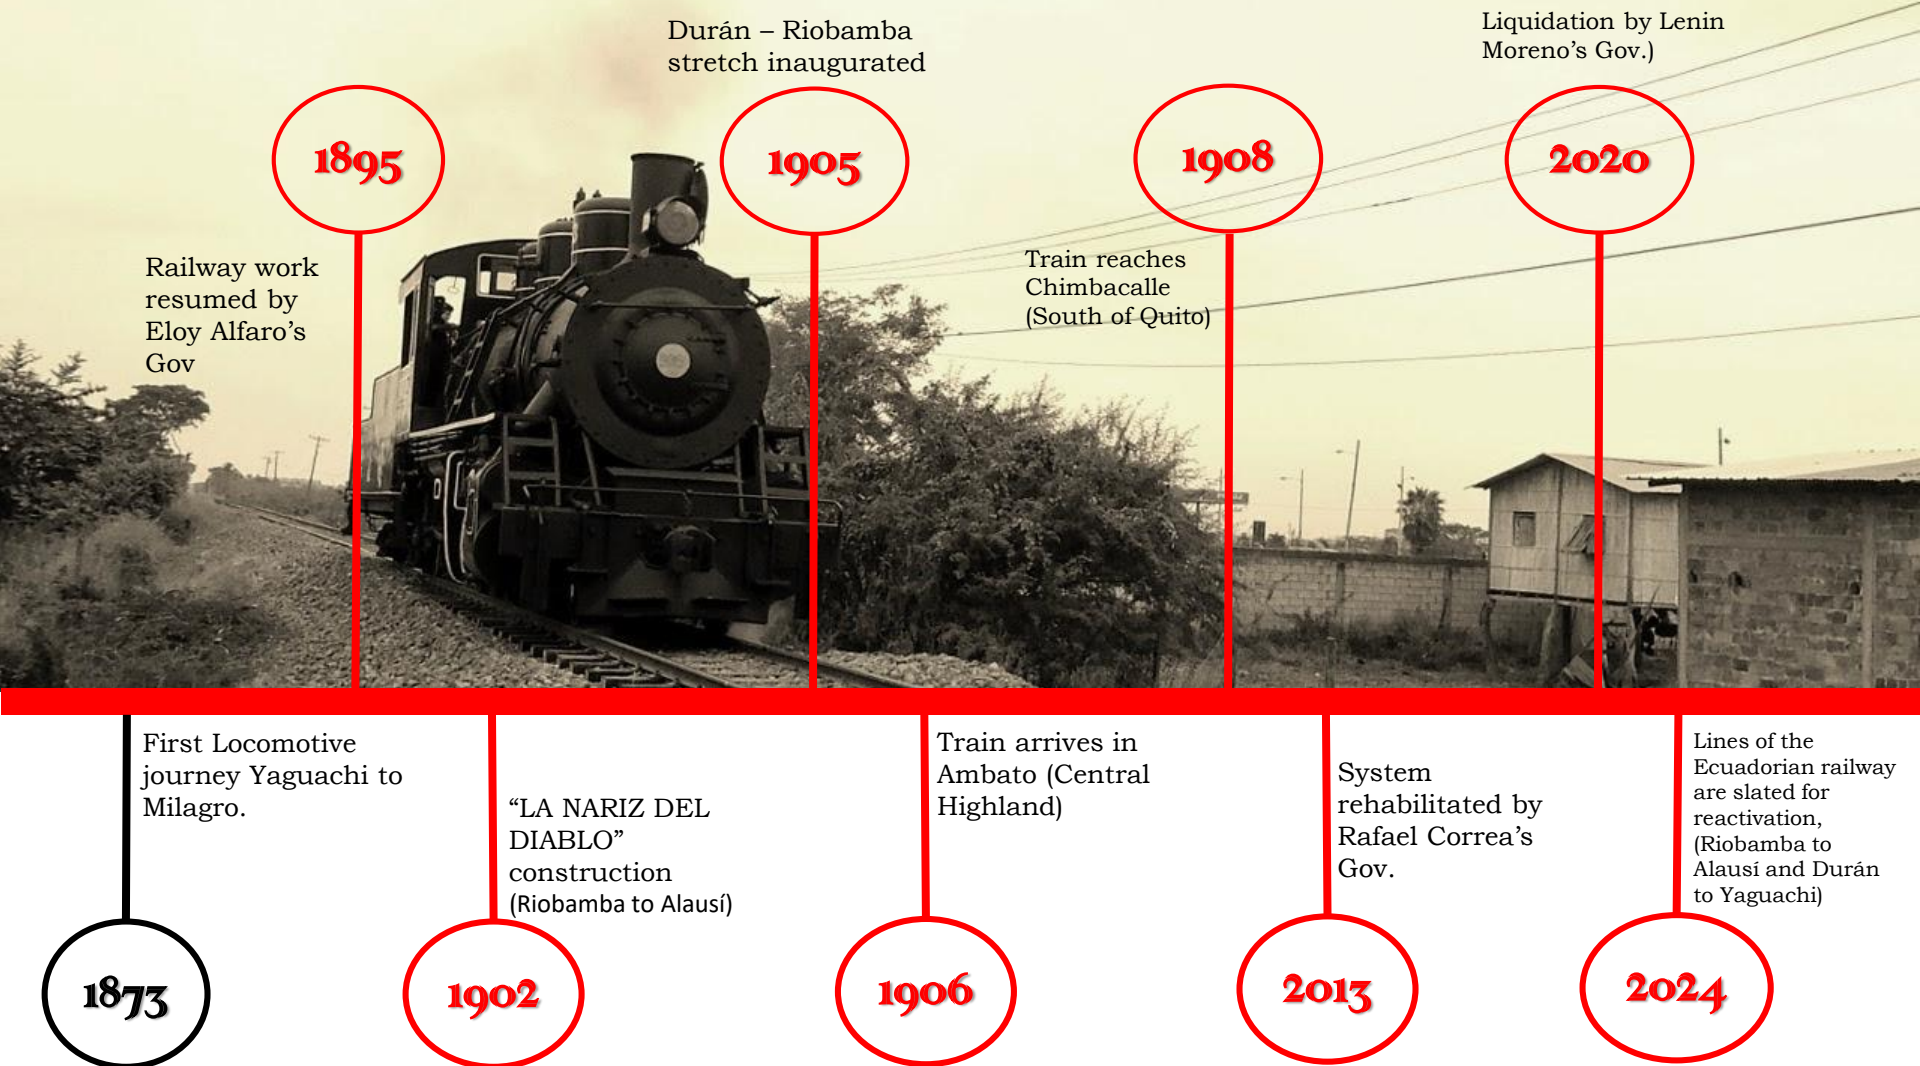 Durán – Riobamba
stretch inaugurated
Liquidation by Lenin
Moreno’s Gov.)
1895
1905
1908
2020
Railway work
resumed by
Eloy Alfaro’s
Gov
Train reaches
Chimbacalle
(South of Quito)
First Locomotive
journey Yaguachi to
Milagro.
“LA NARIZ DEL
DIABLO”
construction
(Riobamba to Alausí)
Train arrives in
Ambato (Central
Highland)
System
rehabilitated by
Rafael Correa’s
Gov.
Lines of the
Ecuadorian railway
are slated for
reactivation,
(Riobamba to
Alausí and Durán
to Yaguachi)
1873
1902
1906
2013
2024